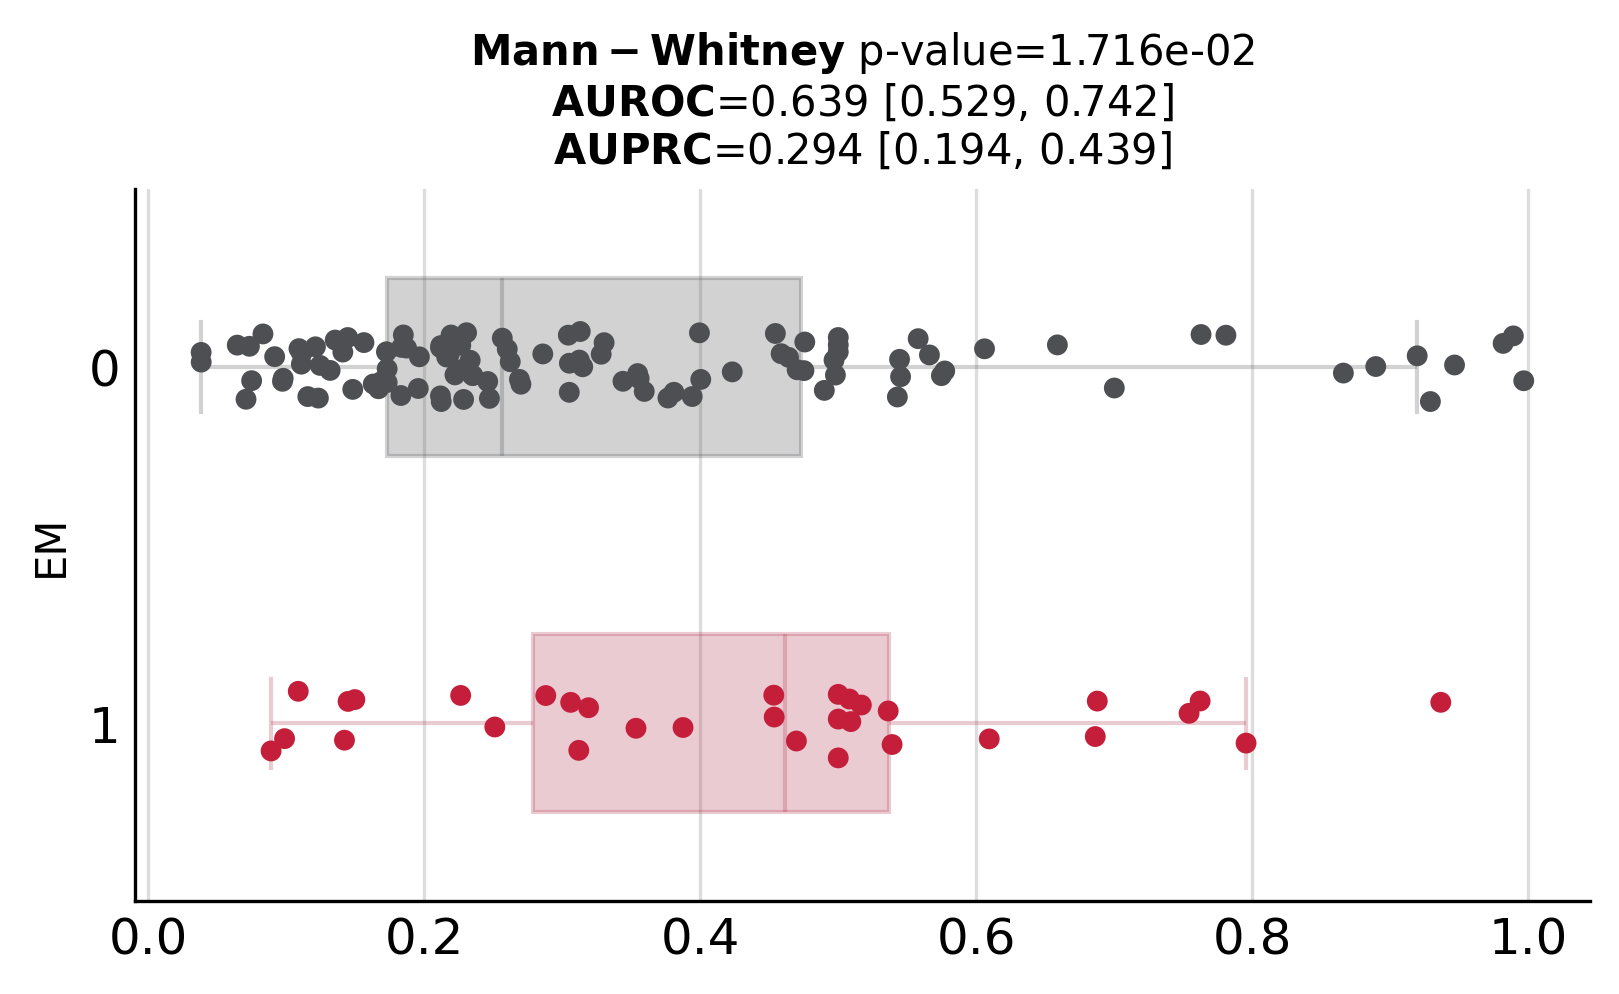 Mann − Whitney p-value=1.716e-02
AUROC=0.639 [0.529, 0.742]
AUPRC=0.294 [0.194, 0.439]
0
EM
1
0.0 0.2 0.4 0.6 0.8 1.0